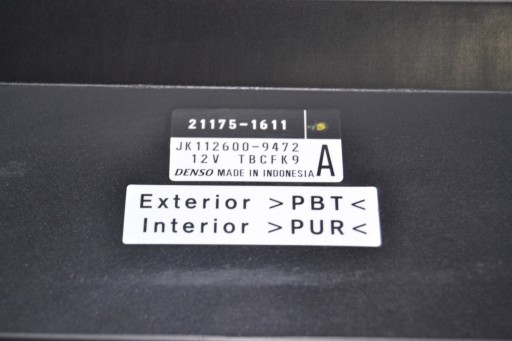 21175-1611
JK112600-9472
12V TBCFK9
A
DENSO MADE IN INDONESIA
Exterior >PBT<
Interior >PUR<